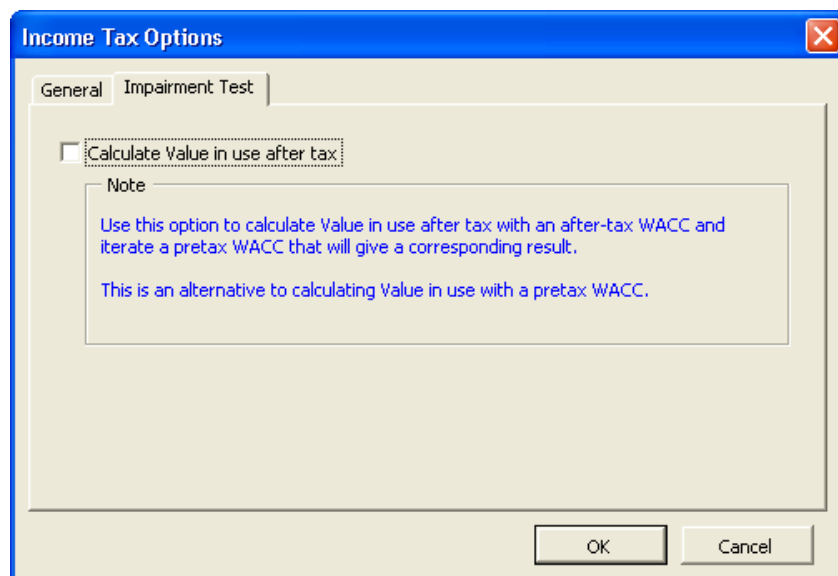 Income Tax Options
General
Impairment Test
Calculate Value in use after tax
Note
Use this option to calculate Value in use after tax with an after-tax WACC and
iterate a pretax WACC that will give a corresponding result.
This is an alternative to calculating Value in use with a pretax WACC.
OK
Cancel